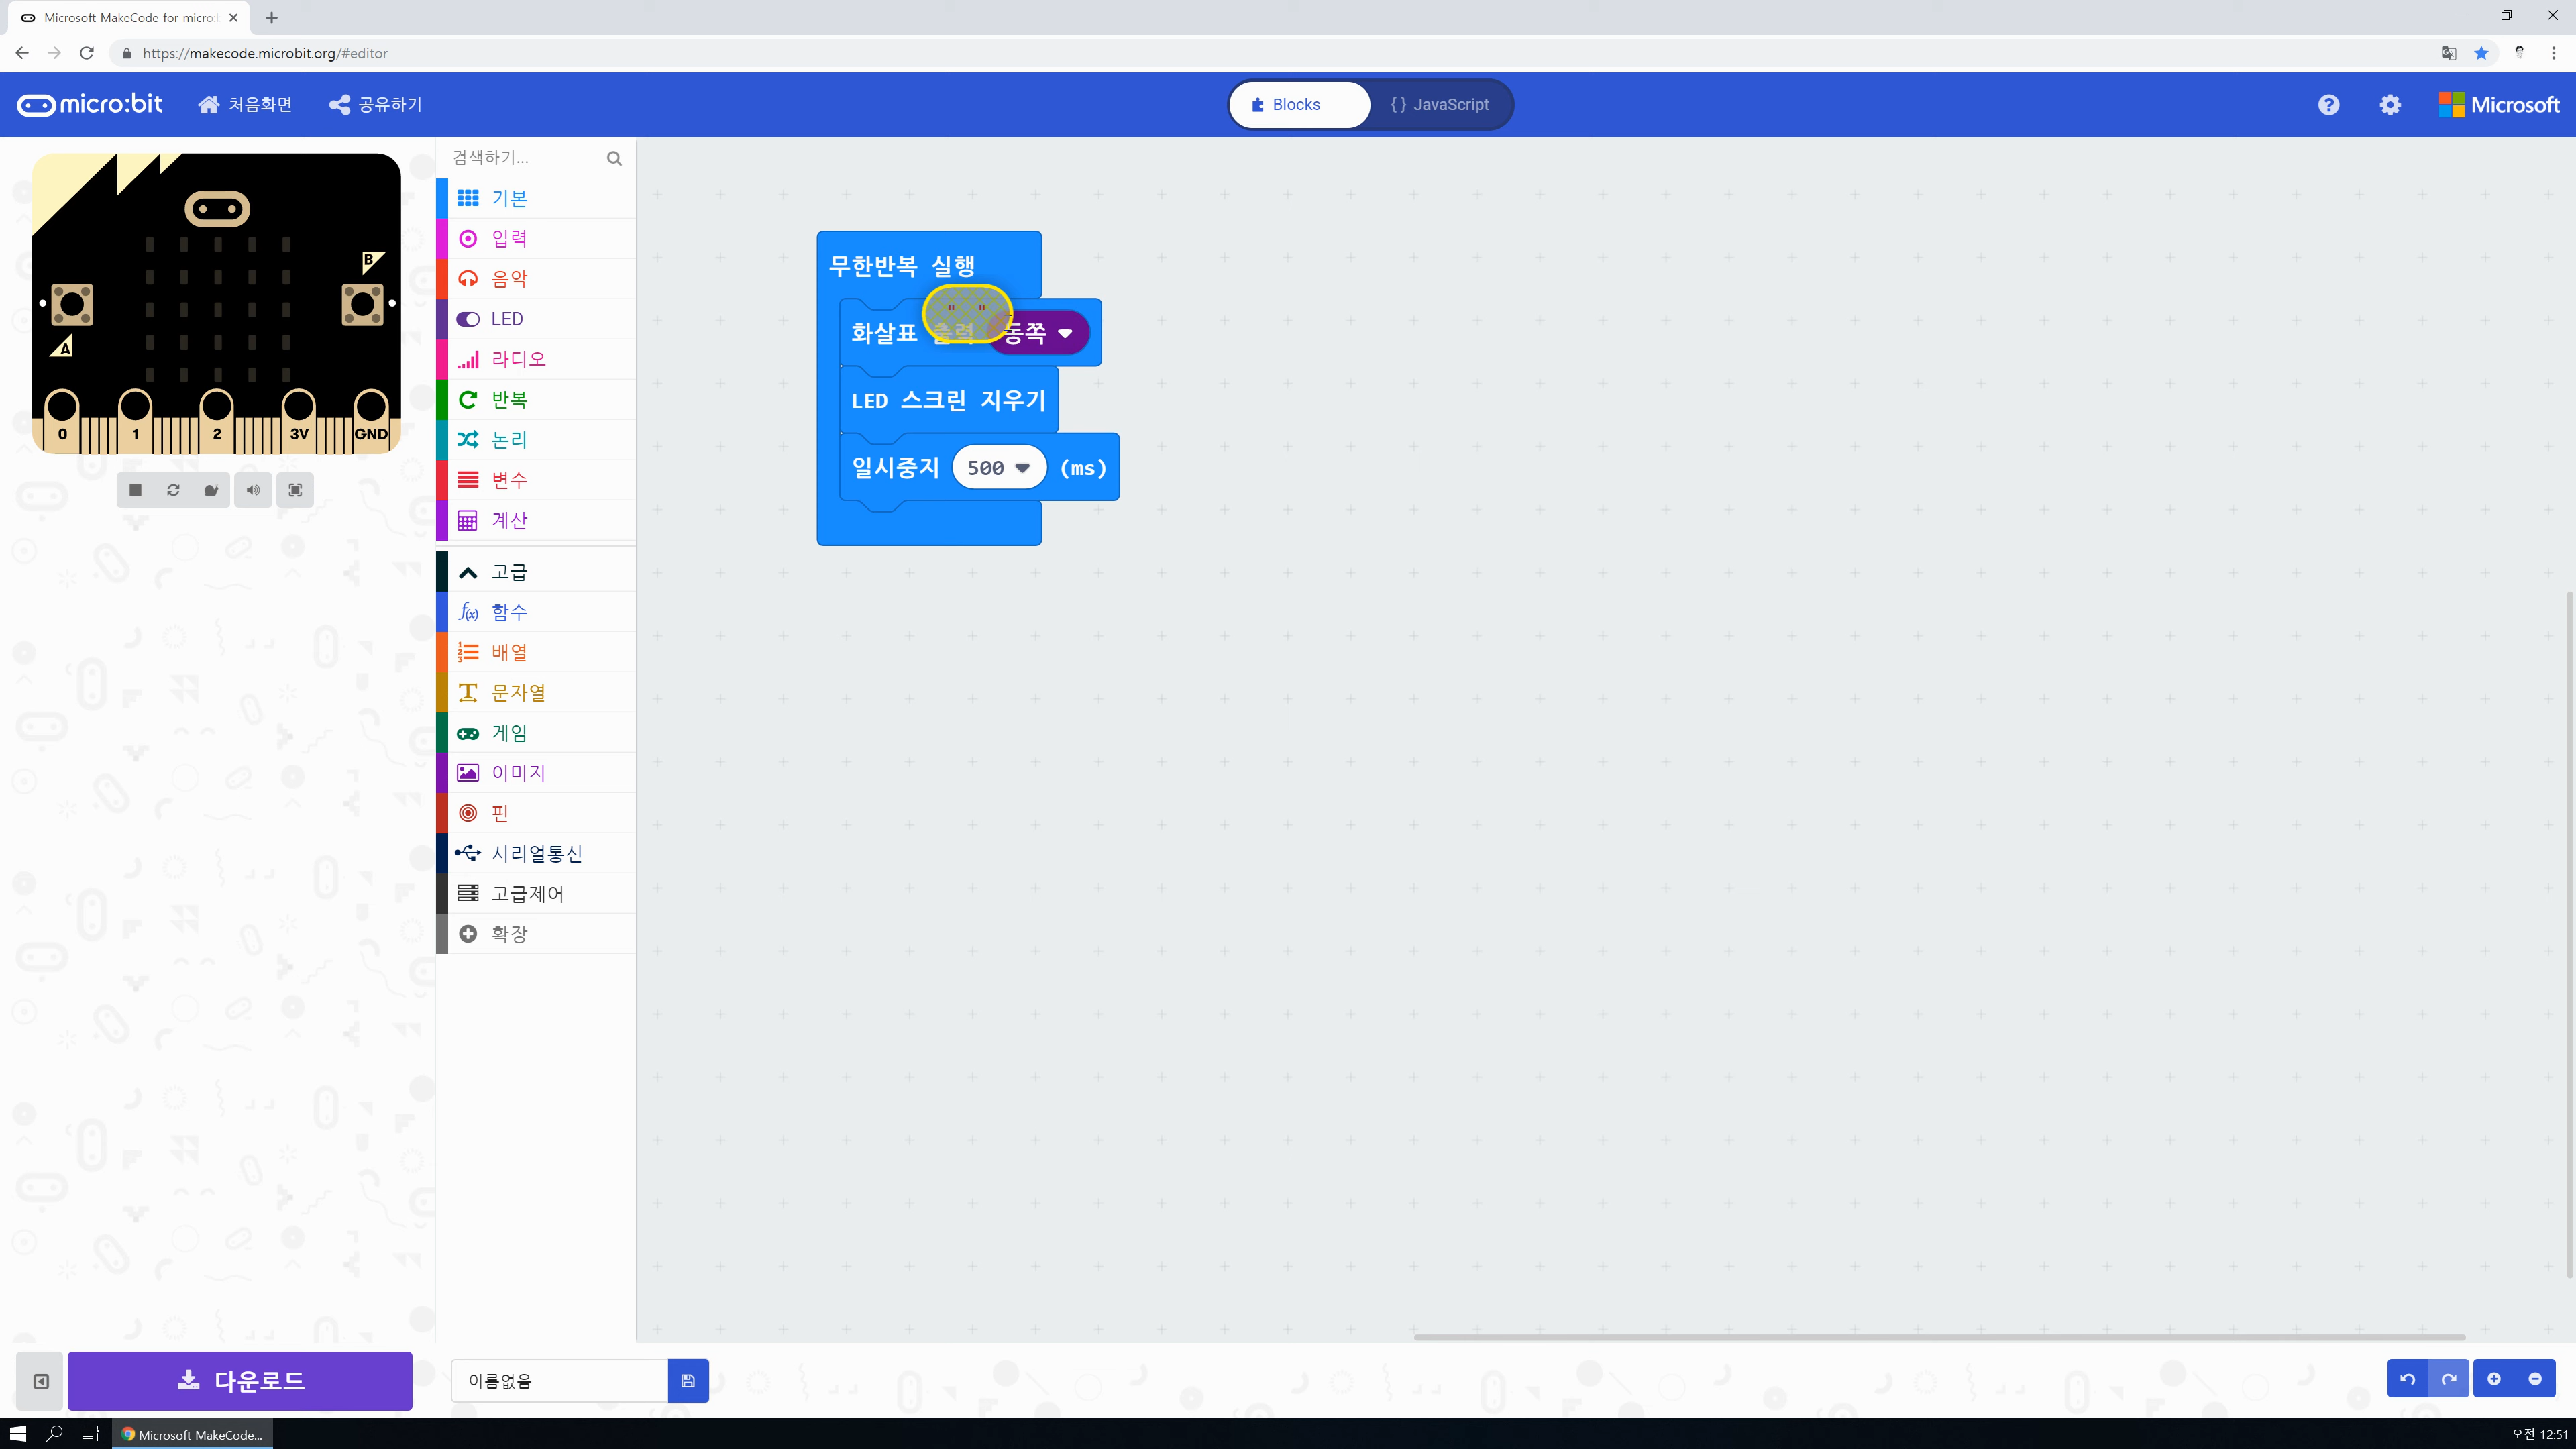 Microsoft MakeCode for micro:
https://makecode.microbit.org/#editor
micro:bit
처음화면
공유하기
Blocks
{} JavaScript
Microsoft
B
A
0
1
2
3V
GND
검색하기...
기본
입력
음악
LED
라디오
반복
논리
변수
계산
고급
함수
배열
문자열
게임
이미지
핀
시리얼통신
고급제어
확장
무한반복 실행
화살표 출력 동쪽
" "
LED 스크린 지우기
일시중지 500 (ms)
다운로드
이름없음
Microsoft MakeCode...
오전 12:51